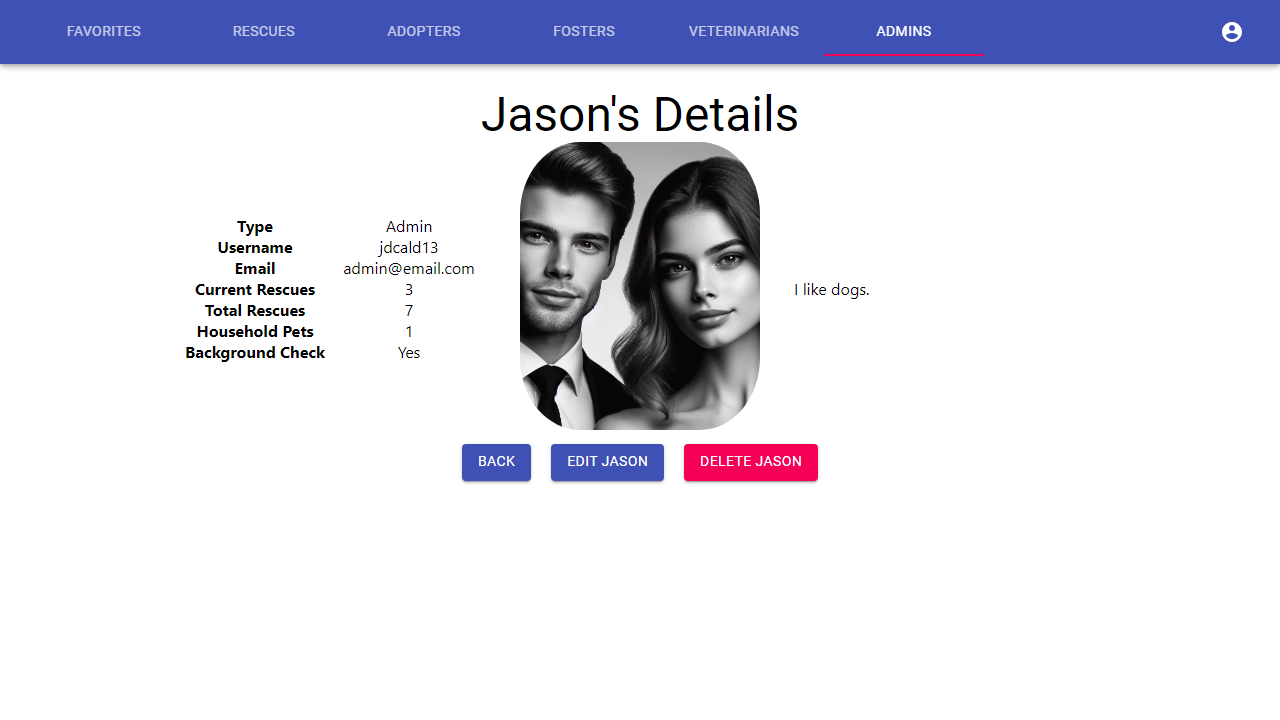 FAVORITES RESCUES ADOPTERS FOSTERS VETERINARIANS ADMINS
Jason's Details
Type Admin
Username jdcald13
Email admin@email.com
Current Rescues 3
Total Rescues 7
Household Pets 1
Background Check Yes
I like dogs.
BACK EDIT JASON DELETE JASON